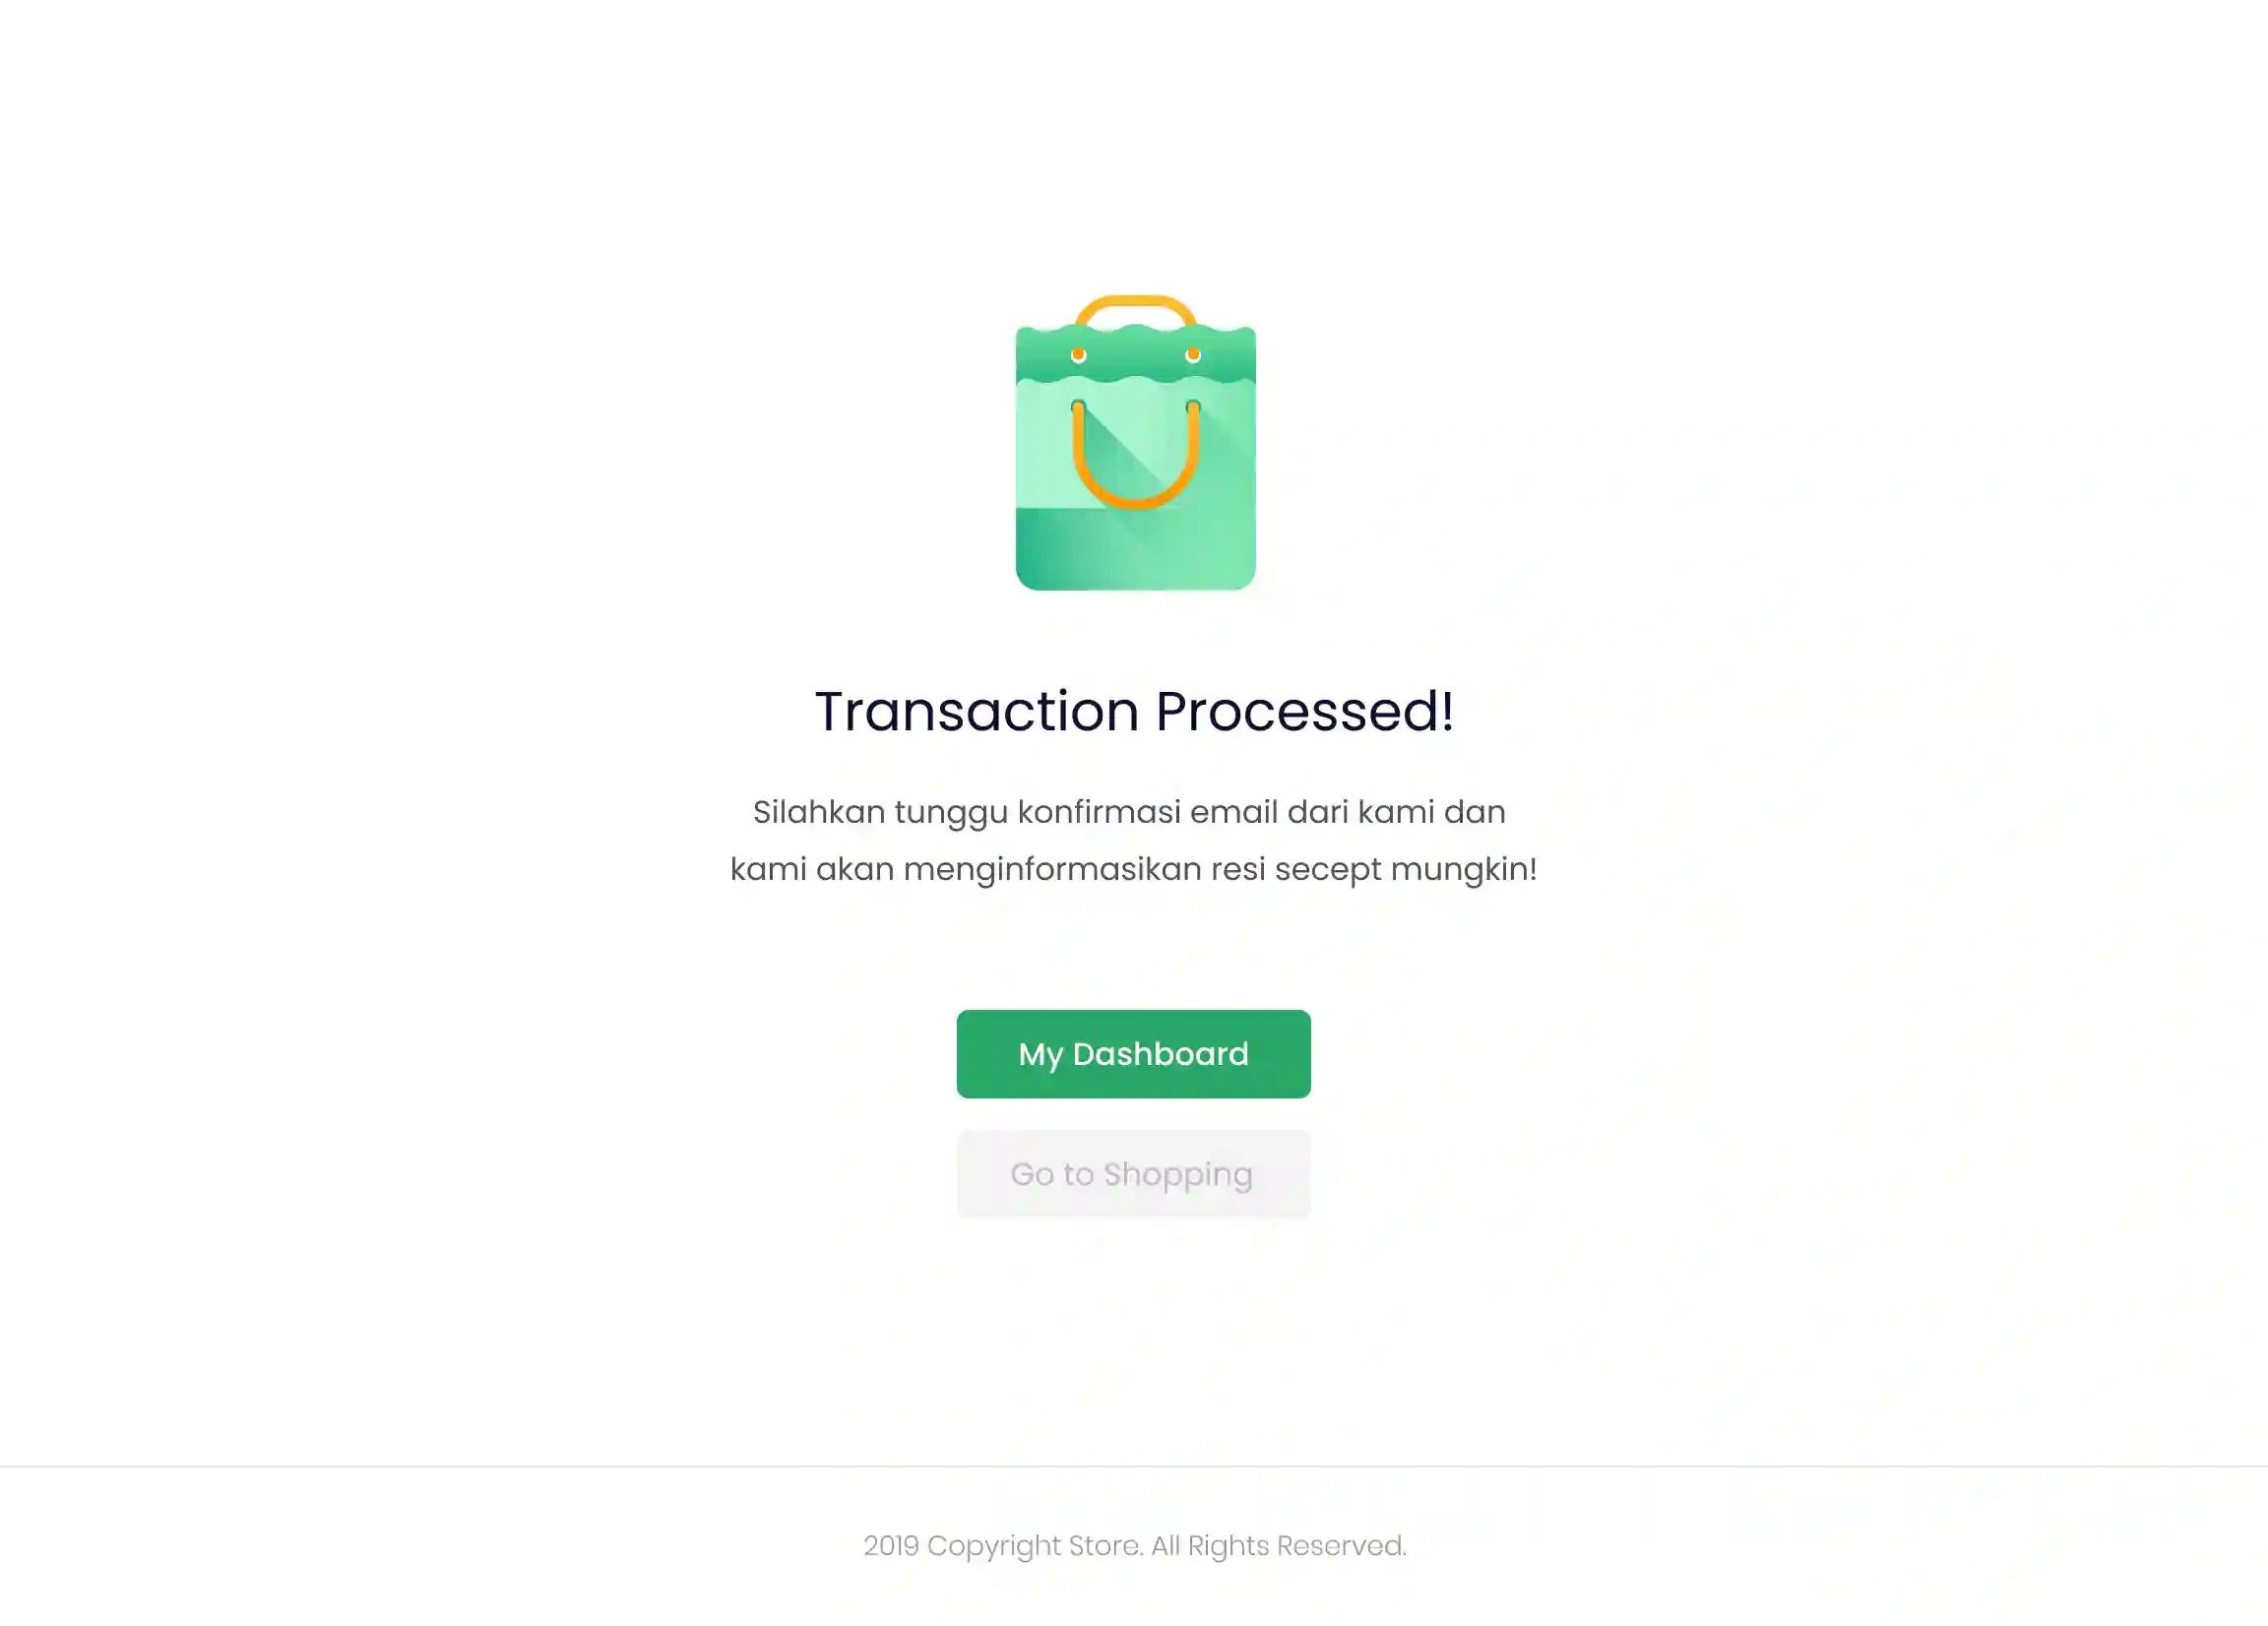 Transaction Processed!
Silahkan tunggu konfirmasi email dari kami dan
kami akan menginformasikan resi secept mungkin!
My Dashboard
Go to Shopping
2019 Copyright Store. All Rights Reserved.